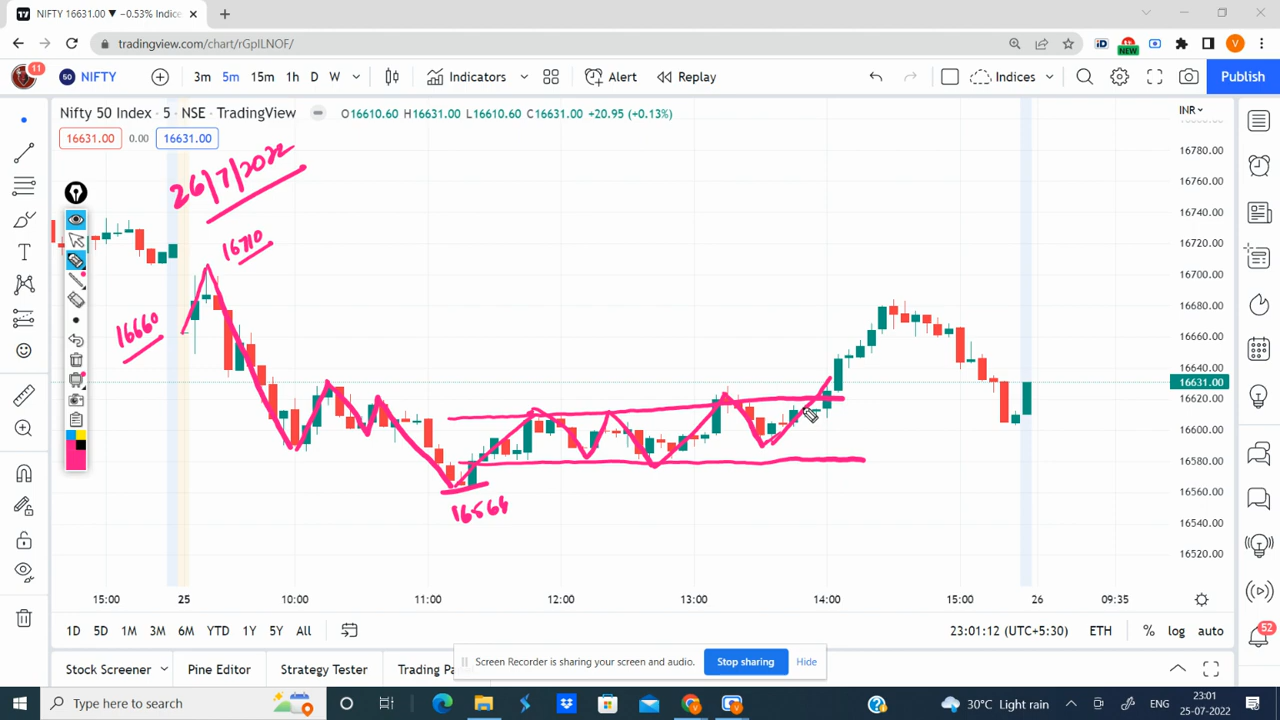 NIFTY 16631.00 ▼ −0.53% Indice
tradingview.com/chart/rGpILNOF/
NEW
V
11
50 NIFTY
3m 5m 15m 1h D W
Indicators
Alert
Replay
Indices
Publish
Nifty 50 Index · 5 · NSE · TradingView
O16610.60 H16631.00 L16610.60 C16631.00 +20.95 (+0.13%)
INR
16631.00 0.00 16631.00
26/7/2022
16710
16660
16564
16780.00
16760.00
16740.00
16720.00
16700.00
16680.00
16660.00
16640.00
16631.00
16620.00
16600.00
16580.00
16560.00
16540.00
16520.00
15:00 25 10:00 11:00 12:00 13:00 14:00 15:00 26 09:35
1D 5D 1M 3M 6M YTD 1Y 5Y All
23:01:12 (UTC+5:30) ETH % log auto
52
Stock Screener Pine Editor Strategy Tester Trading Pa
Screen Recorder is sharing your screen and audio. Stop sharing Hide
Type here to search
30°C Light rain
ENG
23:01
25-07-2022